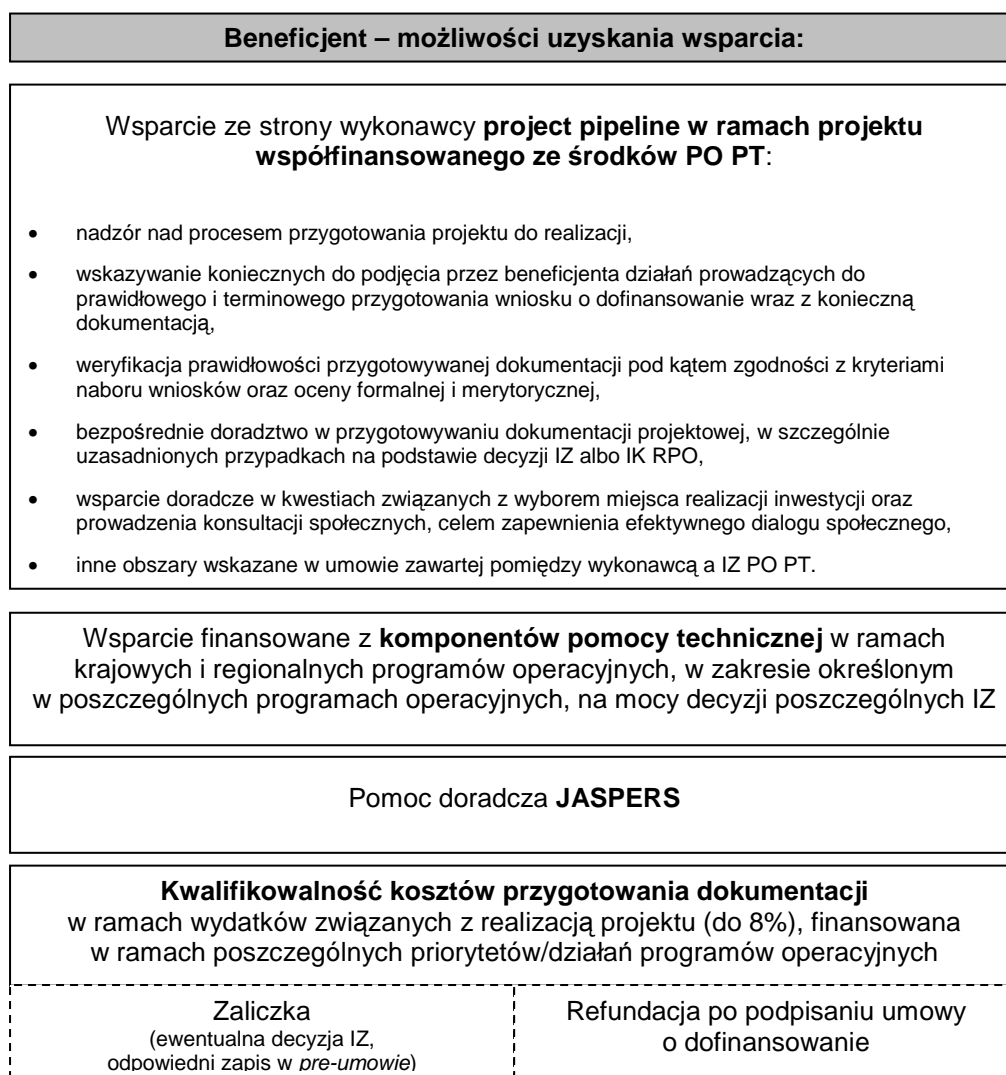 Beneficjent – możliwości uzyskania wsparcia:
Wsparcie ze strony wykonawcy project pipeline w ramach projektu
współfinansowanego ze środków PO PT:
• nadzór nad procesem przygotowania projektu do realizacji,
• wskazywanie koniecznych do podjęcia przez beneficjenta działań prowadzących do
prawidłowego i terminowego przygotowania wniosku o dofinansowanie wraz z konieczną
dokumentacją,
• weryfikacja prawidłowości przygotowywanej dokumentacji pod kątem zgodności z kryteriami
naboru wniosków oraz oceny formalnej i merytorycznej,
• bezpośrednie doradztwo w przygotowywaniu dokumentacji projektowej, w szczególnie
uzasadnionych przypadkach na podstawie decyzji IZ albo IK RPO,
• wsparcie doradcze w kwestiach związanych z wyborem miejsca realizacji inwestycji oraz
prowadzenia konsultacji społecznych, celem zapewnienia efektywnego dialogu społecznego,
• inne obszary wskazane w umowie zawartej pomiędzy wykonawcą a IZ PO PT.
Wsparcie finansowane z komponentów pomocy technicznej w ramach
krajowych i regionalnych programów operacyjnych, w zakresie określonym
w poszczególnych programach operacyjnych, na mocy decyzji poszczególnych IZ
Pomoc doradcza JASPERS
Kwalifikowalność kosztów przygotowania dokumentacji
w ramach wydatków związanych z realizacją projektu (do 8%), finansowana
w ramach poszczególnych priorytetów/działań programów operacyjnych
Zaliczka
(ewentualna decyzja IZ,
odpowiedni zapis w pre-umowie)
Refundacja po podpisaniu umowy
o dofinansowanie